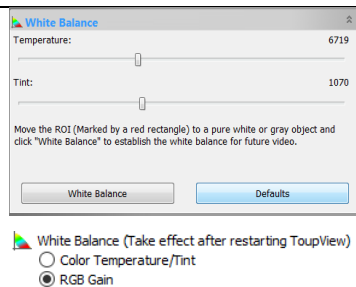 White Balance
Temperature: 6719
Tint: 1070
Move the ROI (Marked by a red rectangle) to a pure white or gray object and
click "White Balance" to establish the white balance for future video.
White Balance Defaults
White Balance (Take effect after restarting ToupView)
Color Temperature/Tint
RGB Gain